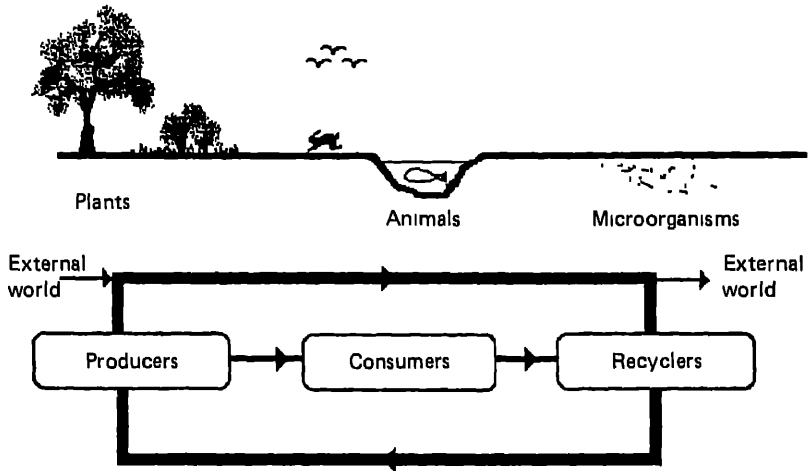 Plants
Animals
Microorganisms
External
world
External
world
Producers
Consumers
Recyclers